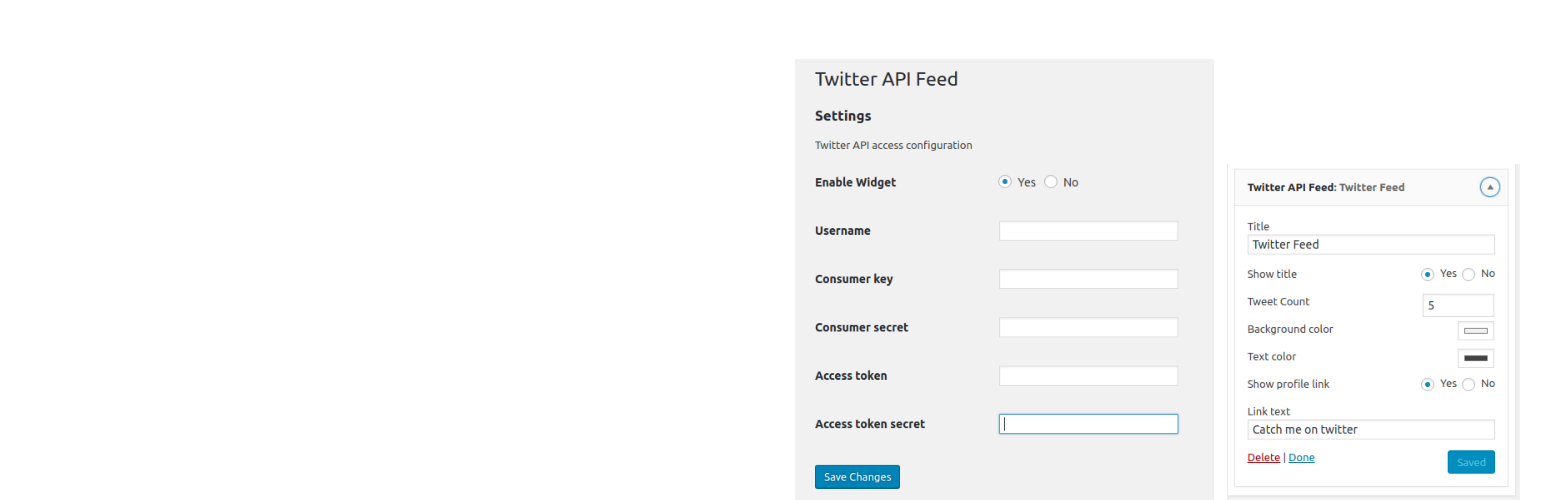 Twitter API Feed
Settings
Twitter API access configuration
Enable Widget Yes No
Username
Consumer key
Consumer secret
Access token
Access token secret
Save Changes
Twitter API Feed: Twitter Feed
Title
Twitter Feed
Show title Yes No
Tweet Count 5
Background color
Text color
Show profile link Yes No
Link text
Catch me on twitter
Delete | Done Saved